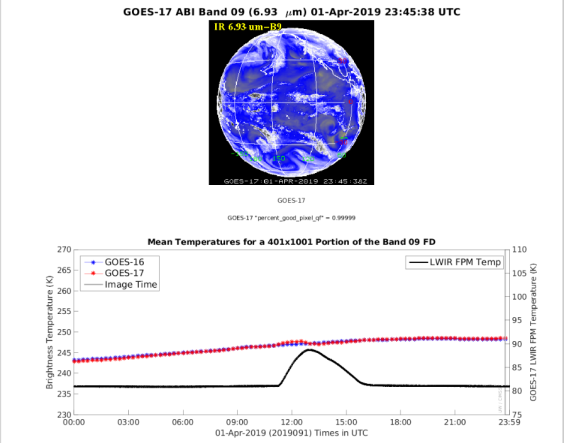 GOES-17 ABI Band 09 (6.93 μm) 01-Apr-2019 23:45:38 UTC
IR 6.93 um-B9
GOES-17:01-APR-2019 23:45:38Z
GOES-17
GOES-17 "percent_good_pixel_qf" = 0.99999
Mean Temperatures for a 401x1001 Portion of the Band 09 FD
270
265
260
255
250
245
240
235
230
Brightness Temperature (K)
GOES-16
GOES-17
Image Time
LWIR FPM Temp
110
105
100
95
90
85
80
75
GOES-17 LWIR FPM Temperature (K)
00:00 03:00 06:00 09:00 12:00 15:00 18:00 21:00 23:59
01-Apr-2019 (2019091) Times in UTC